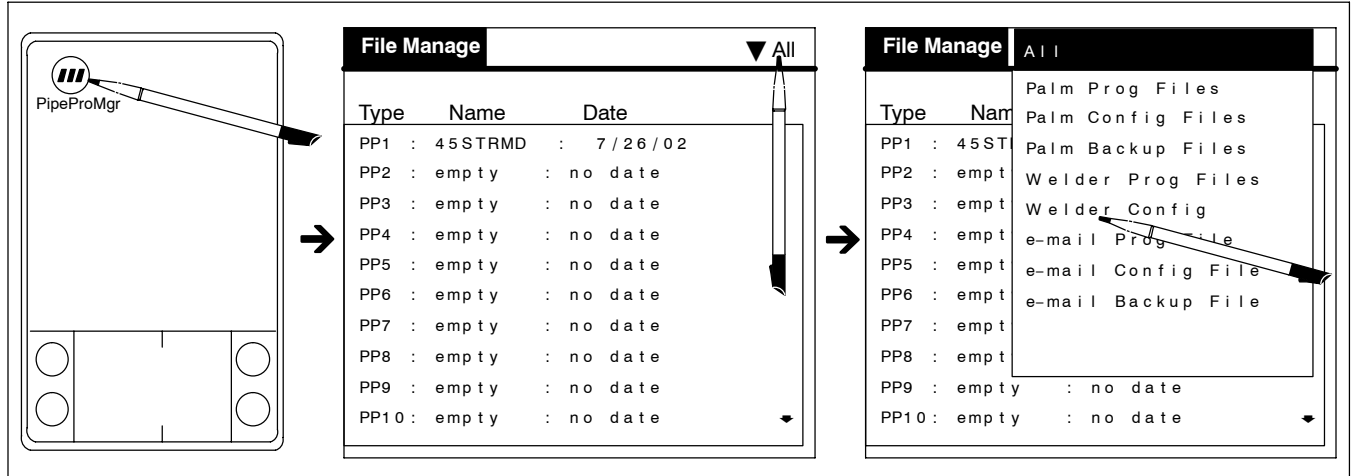 PipeProMgr
File Manage
▼ All
Type Name Date
PP1 : 45STRMD : 7/26/02
PP2 : empty : no date
PP3 : empty : no date
PP4 : empty : no date
PP5 : empty : no date
PP6 : empty : no date
PP7 : empty : no date
PP8 : empty : no date
PP9 : empty : no date
PP10: empty : no date
File Manage
All
Palm Prog Files
Palm Config Files
Palm Backup Files
Welder Prog Files
Welder Config
e-mail Prog File
e-mail Config File
e-mail Backup File
Type Nam
PP1 : 45ST
PP2 : empt
PP3 : empt
PP4 : empt
PP5 : empt
PP6 : empt
PP7 : empt
PP8 : empt
PP9 : empty : no date
PP10: empty : no date